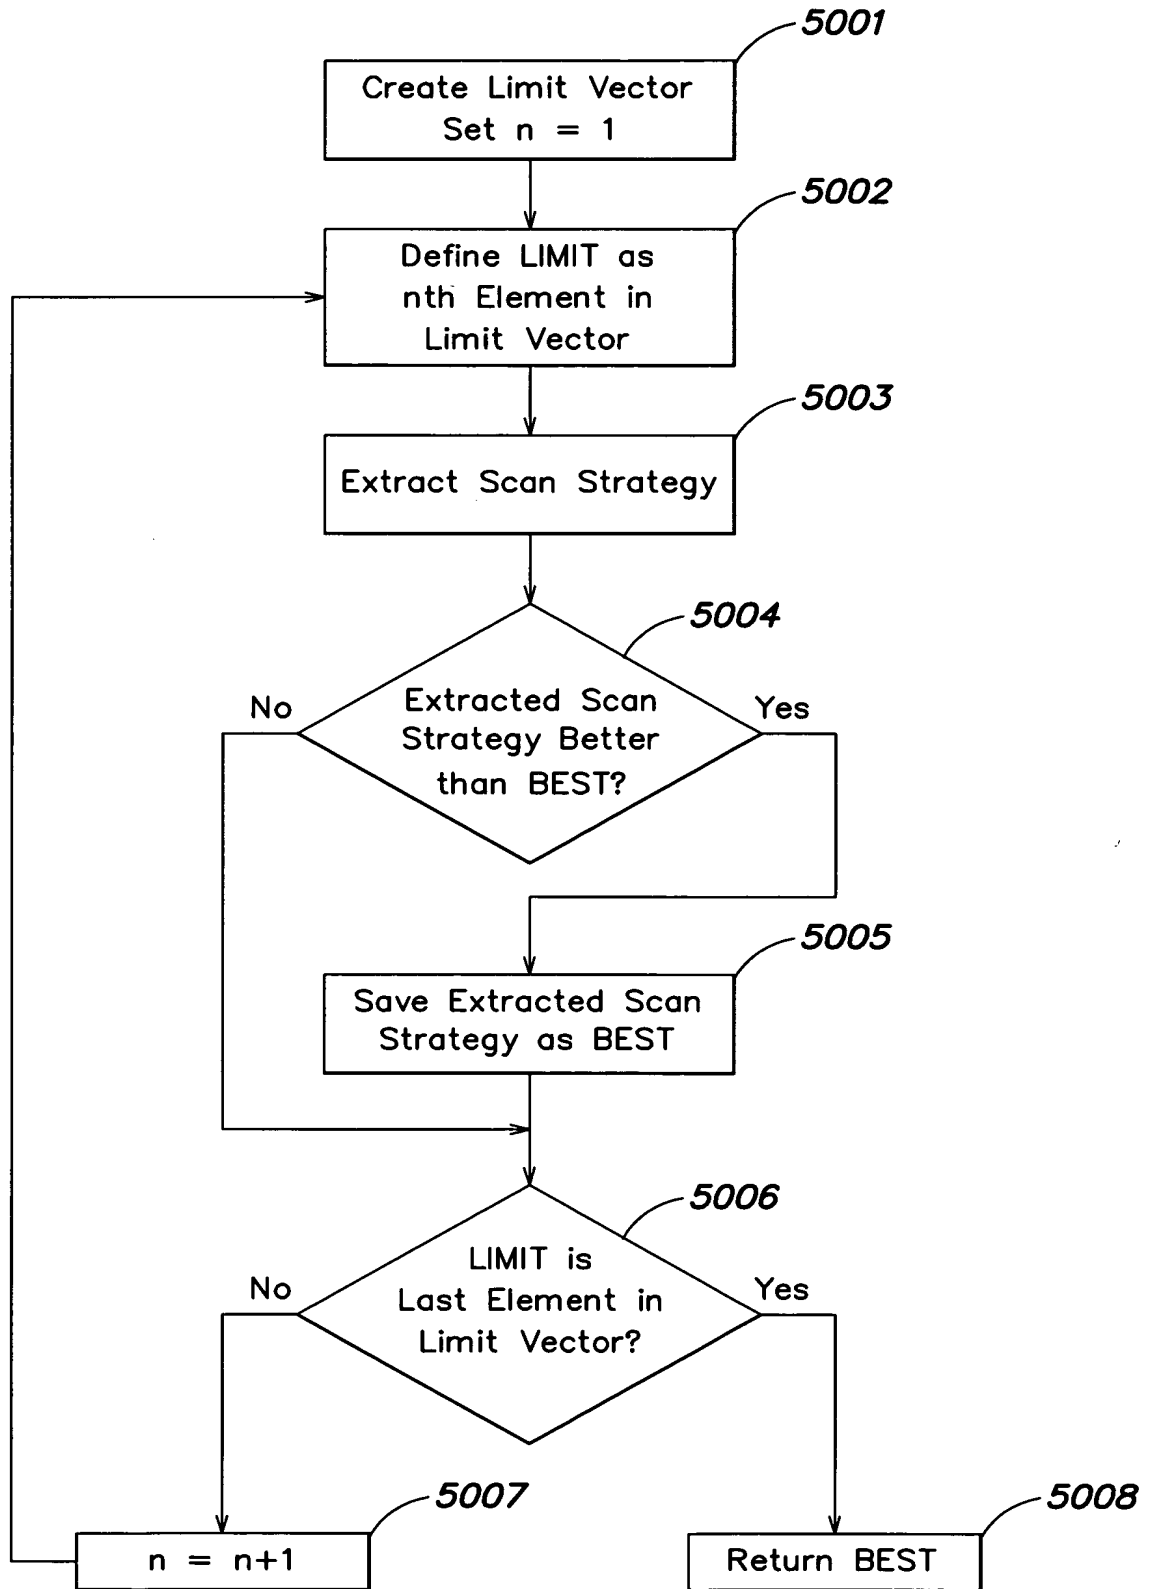 5001
Create Limit Vector
Set n = 1
5002
Define LIMIT as
nth Element in
Limit Vector
5003
Extract Scan Strategy
5004
No
Extracted Scan
Strategy Better
than BEST?
Yes
5005
Save Extracted Scan
Strategy as BEST
5006
No
LIMIT is
Last Element in
Limit Vector?
Yes
5007
n = n+1
5008
Return BEST